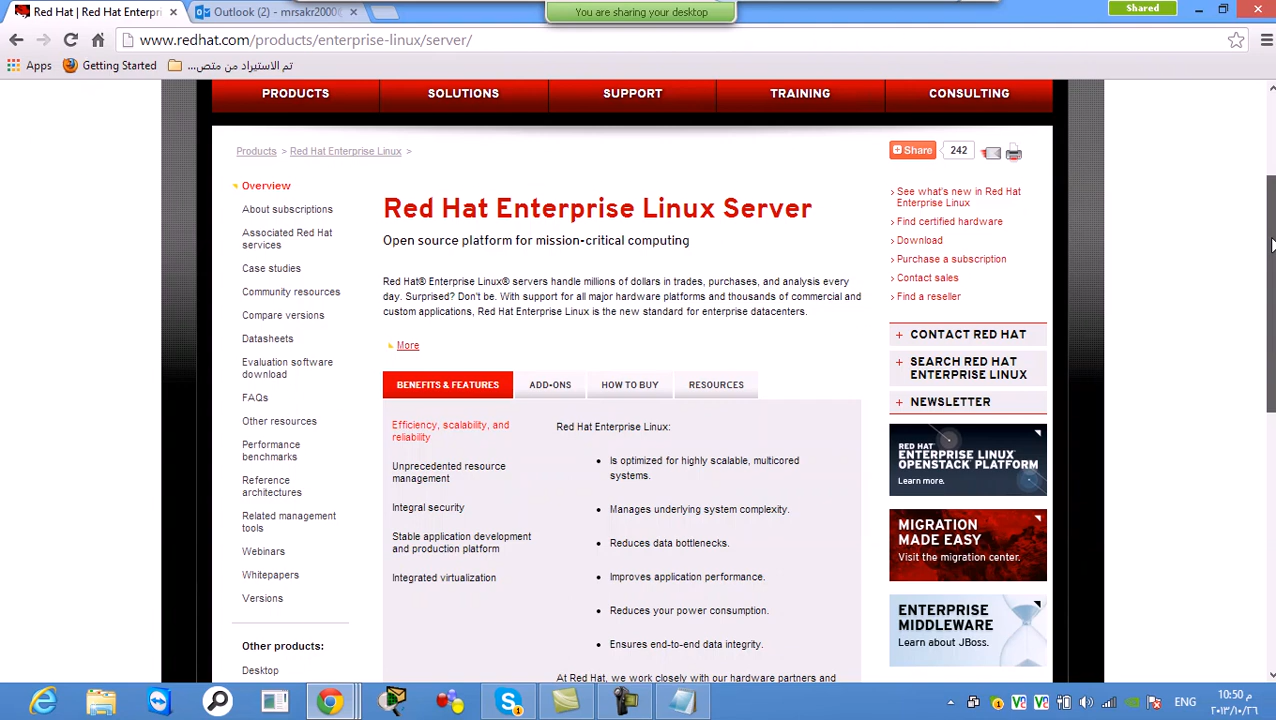 Red Hat | Red Hat Enterpri
Outlook (2) - mrsakr2000@
You are sharing your desktop
Shared
www.redhat.com/products/enterprise-linux/server/
Apps
Getting Started
تم الاستيراد من متص...
PRODUCTS
SOLUTIONS
SUPPORT
TRAINING
CONSULTING
Products > Red Hat Enterprise Linux >
Share
242
Overview
About subscriptions
Associated Red Hat
services
Case studies
Community resources
Compare versions
Datasheets
Evaluation software
download
FAQs
Other resources
Performance
benchmarks
Reference
architectures
Related management
tools
Webinars
Whitepapers
Versions
Other products:
Desktop
Red Hat Enterprise Linux Server
Open source platform for mission-critical computing
Red Hat® Enterprise Linux® servers handle millions of dollars in trades, purchases, and analysis every
day. Surprised? Don't be. With support for all major hardware platforms and thousands of commercial and
custom applications, Red Hat Enterprise Linux is the new standard for enterprise datacenters.
More
BENEFITS & FEATURES
ADD-ONS
HOW TO BUY
RESOURCES
Efficiency, scalability, and
reliability
Unprecedented resource
management
Integral security
Stable application development
and production platform
Integrated virtualization
Red Hat Enterprise Linux:
• Is optimized for highly scalable, multicored
systems.
• Manages underlying system complexity.
• Reduces data bottlenecks.
• Improves application performance.
• Reduces your power consumption.
• Ensures end-to-end data integrity.
At Red Hat, we work closely with our hardware partners and
See what's new in Red Hat
Enterprise Linux
Find certified hardware
Download
Purchase a subscription
Contact sales
Find a reseller
+ CONTACT RED HAT
+ SEARCH RED HAT
ENTERPRISE LINUX
+ NEWSLETTER
RED HAT
ENTERPRISE LINUX
OPENSTACK PLATFORM
Learn more.
MIGRATION
MADE EASY
Visit the migration center.
ENTERPRISE
MIDDLEWARE
Learn about JBoss.
ENG
١٠:٥٠ م
٢٠١٣/١٠/٢٦